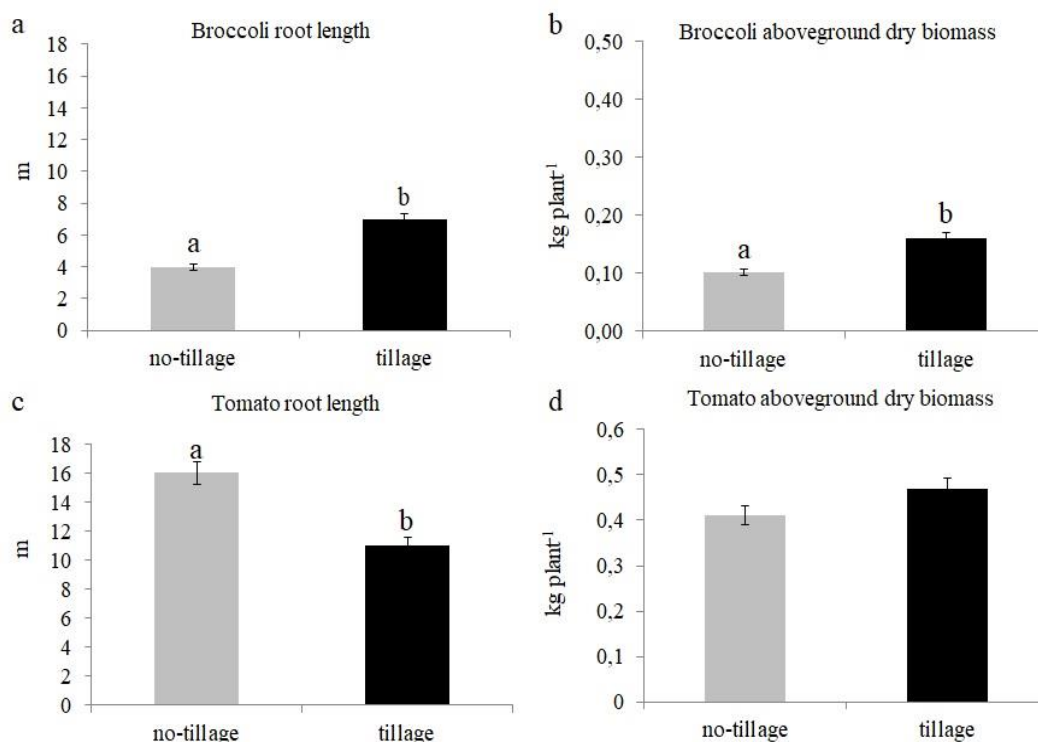 a
Broccoli root length
18
16
14
12
10
8
6
4
2
0
m
a
b
no-tillage
tillage
b
Broccoli aboveground dry biomass
0,50
0,40
0,30
0,20
0,10
0,00
kg plant⁻¹
a
b
no-tillage
tillage
c
Tomato root length
18
16
14
12
10
8
6
4
2
0
m
a
b
no-tillage
tillage
d
Tomato aboveground dry biomass
0,6
0,5
0,4
0,3
0,2
0,1
0
kg plant⁻¹
no-tillage
tillage